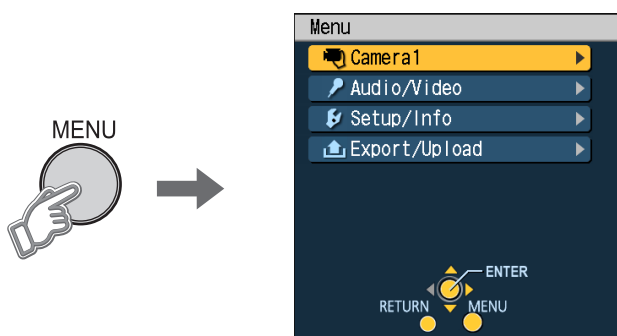 MENU
Menu
Camera1
Audio/Video
Setup/Info
Export/Upload
ENTER
RETURN
MENU